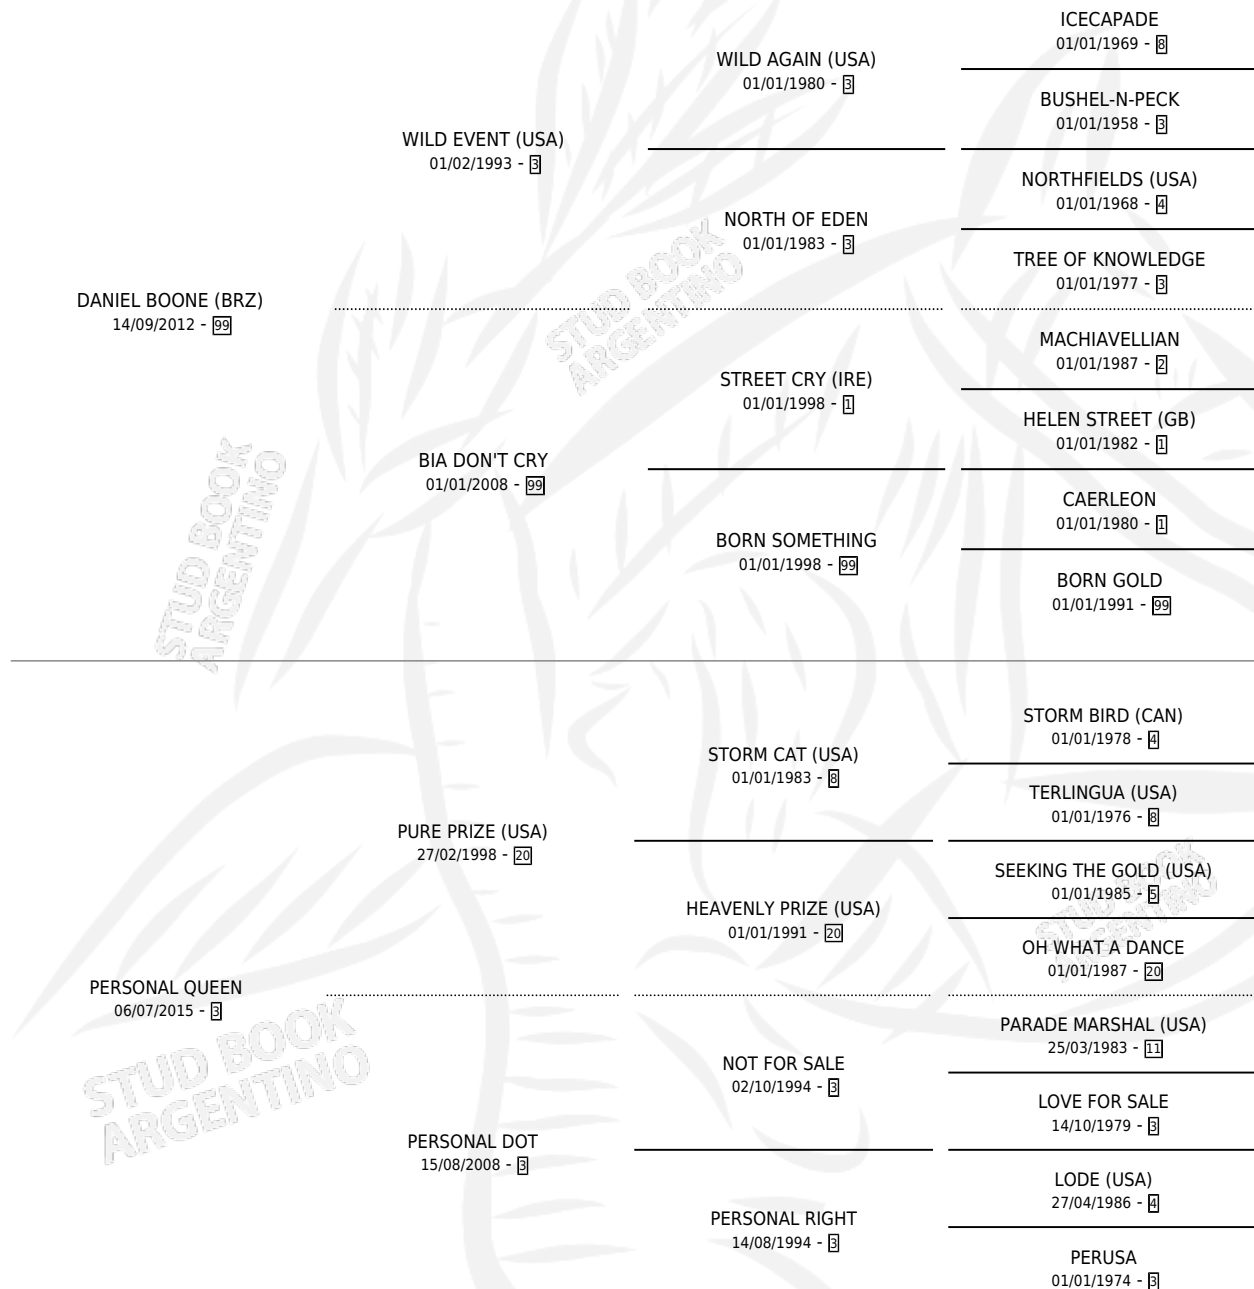 ICECAPADE
01/01/1969 - 8
WILD AGAIN (USA)
01/01/1980 - 3
BUSHEL-N-PECK
01/01/1958 - 3
WILD EVENT (USA)
01/02/1993 - 3
NORTHFIELDS (USA)
01/01/1968 - 4
NORTH OF EDEN
01/01/1983 - 3
TREE OF KNOWLEDGE
01/01/1977 - 3
DANIEL BOONE (BRZ)
14/09/2012 - 99
MACHIAVELLIAN
01/01/1987 - 2
STREET CRY (IRE)
01/01/1998 - 1
HELEN STREET (GB)
01/01/1982 - 1
BIA DON'T CRY
01/01/2008 - 99
CAERLEON
01/01/1980 - 1
BORN SOMETHING
01/01/1998 - 99
BORN GOLD
01/01/1991 - 99
STORM BIRD (CAN)
01/01/1978 - 4
STORM CAT (USA)
01/01/1983 - 8
TERLINGUA (USA)
01/01/1976 - 8
PURE PRIZE (USA)
27/02/1998 - 20
SEEKING THE GOLD (USA)
01/01/1985 - 5
HEAVENLY PRIZE (USA)
01/01/1991 - 20
OH WHAT A DANCE
01/01/1987 - 20
PERSONAL QUEEN
06/07/2015 - 3
PARADE MARSHAL (USA)
25/03/1983 - 11
NOT FOR SALE
02/10/1994 - 3
LOVE FOR SALE
14/10/1979 - 3
PERSONAL DOT
15/08/2008 - 3
LODE (USA)
27/04/1986 - 4
PERSONAL RIGHT
14/08/1994 - 3
PERUSA
01/01/1974 - 3
STUD BOOK
ARGENTINO
STUD BOOK
ARGENTINO
STUD BOOK
ARGENTINO
STUD BOOK
ARGENTINO